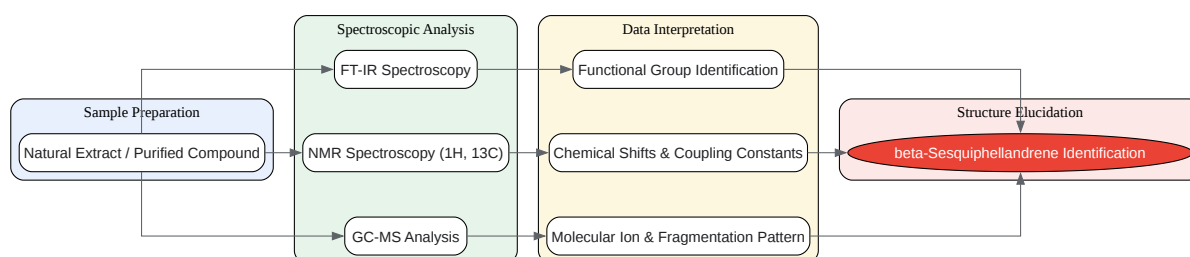 Spectroscopic Analysis
Data Interpretation
FT-IR Spectroscopy
Functional Group Identification
Sample Preparation
Structure Elucidation
Natural Extract / Purified Compound
NMR Spectroscopy (1H, 13C)
Chemical Shifts & Coupling Constants
beta-Sesquiphellandrene Identification
GC-MS Analysis
Molecular Ion & Fragmentation Pattern